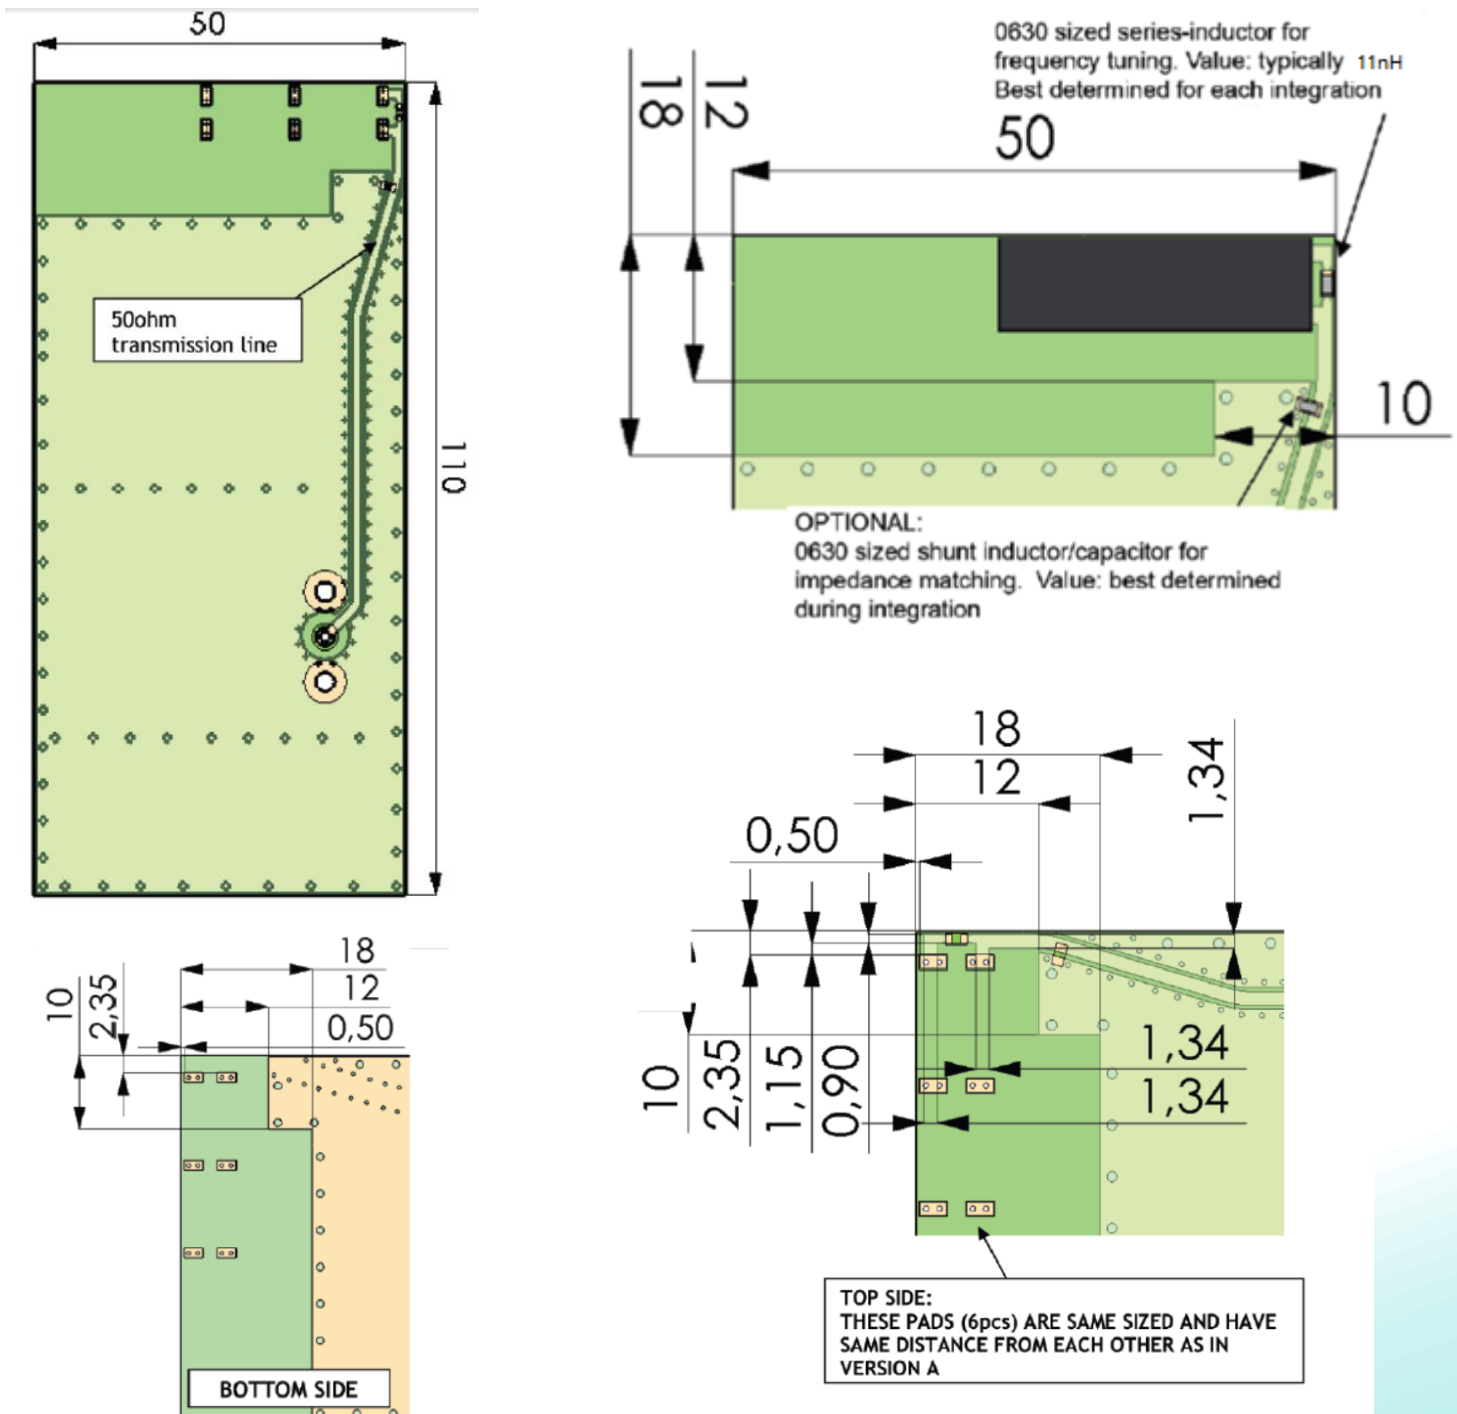 50
50ohm
transmission line
110
0630 sized series-inductor for
frequency tuning. Value: typically 11nH
Best determined for each integration
18
12
50
10
OPTIONAL:
0630 sized shunt inductor/capacitor for
impedance matching. Value: best determined
during integration
18
12
0,50
10
2,35
BOTTOM SIDE
18
12
0,50
1,34
10
2,35
1,15
0,90
1,34
1,34
TOP SIDE:
THESE PADS (6pcs) ARE SAME SIZED AND HAVE
SAME DISTANCE FROM EACH OTHER AS IN
VERSION A